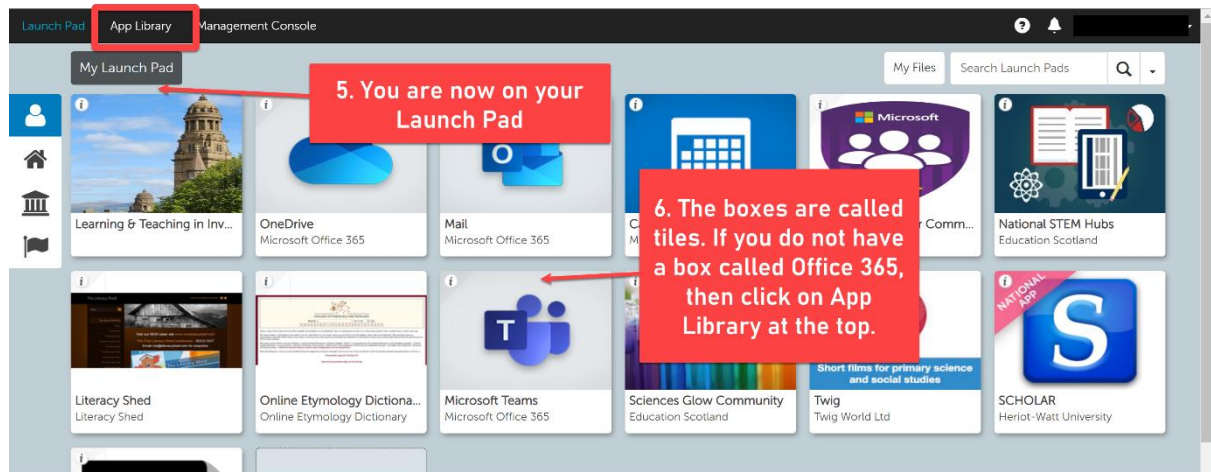 Launch Pad App Library Management Console
My Launch Pad
My Files
Search Launch Pads
5. You are now on your
Launch Pad
Learning & Teaching in Inv...
OneDrive
Microsoft Office 365
Mail
Microsoft Office 365
Microsoft
Comm...
National STEM Hubs
Education Scotland
6. The boxes are called
tiles. If you do not have
a box called Office 365,
then click on App
Library at the top.
Literacy Shed
Literacy Shed
Online Etymology Dictiona...
Online Etymology Dictionary
Microsoft Teams
Microsoft Office 365
Sciences Glow Community
Education Scotland
Short films for primary science
and social studies
Twig
Twig World Ltd
NATIONAL APP
S
SCHOLAR
Heriot-Watt University